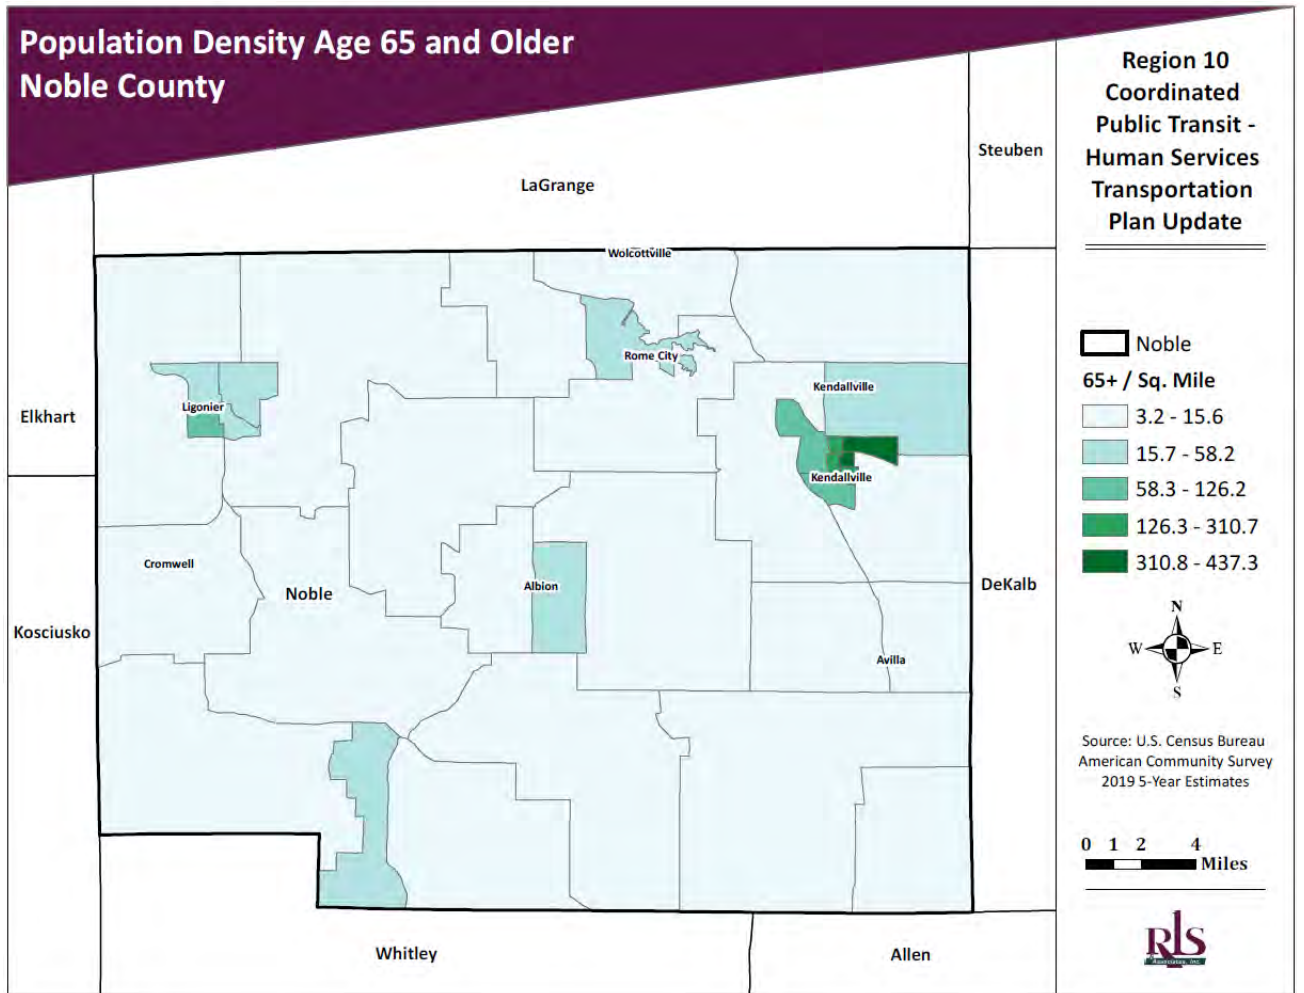 Population Density Age 65 and Older
Noble County
Region 10
Coordinated
Public Transit -
Human Services
Transportation
Plan Update
Steuben
LaGrange
Wolcottville
Noble
Rome City
65+ / Sq. Mile
Kendallville
Ligonier
Elkhart
3.2 - 15.6
15.7 - 58.2
Kendallville
58.3 - 126.2
126.3 - 310.7
Cromwell
310.8 - 437.3
Albion
Noble
DeKalb
N
Kosciusko
W E
Avilla
S
Source: U.S. Census Bureau
American Community Survey
2019 5-Year Estimates
0 1 2 4
Miles
Whitley
Allen
RLS
& Associates, Inc.